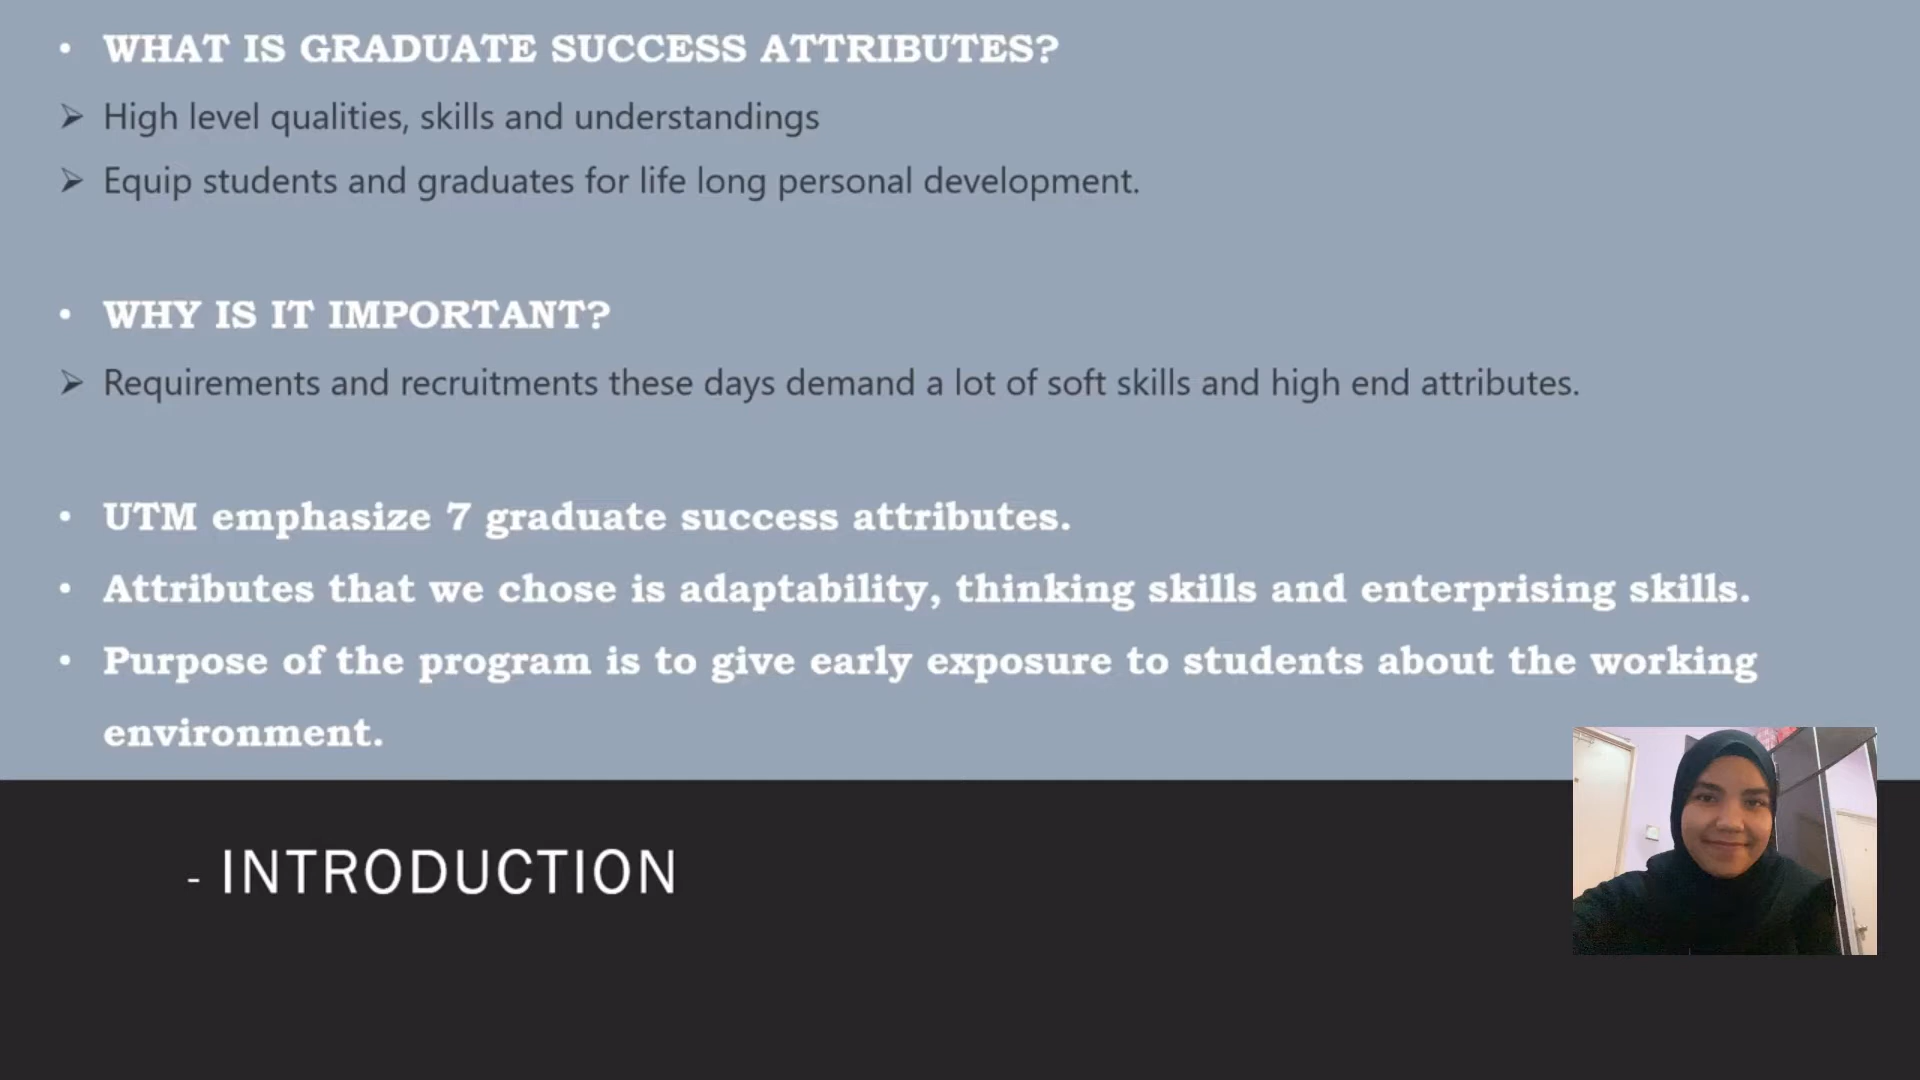 • WHAT IS GRADUATE SUCCESS ATTRIBUTES?
➢ High level qualities, skills and understandings
➢ Equip students and graduates for life long personal development.
• WHY IS IT IMPORTANT?
➢ Requirements and recruitments these days demand a lot of soft skills and high end attributes.
• UTM emphasize 7 graduate success attributes.
• Attributes that we chose is adaptability, thinking skills and enterprising skills.
• Purpose of the program is to give early exposure to students about the working
environment.
- INTRODUCTION